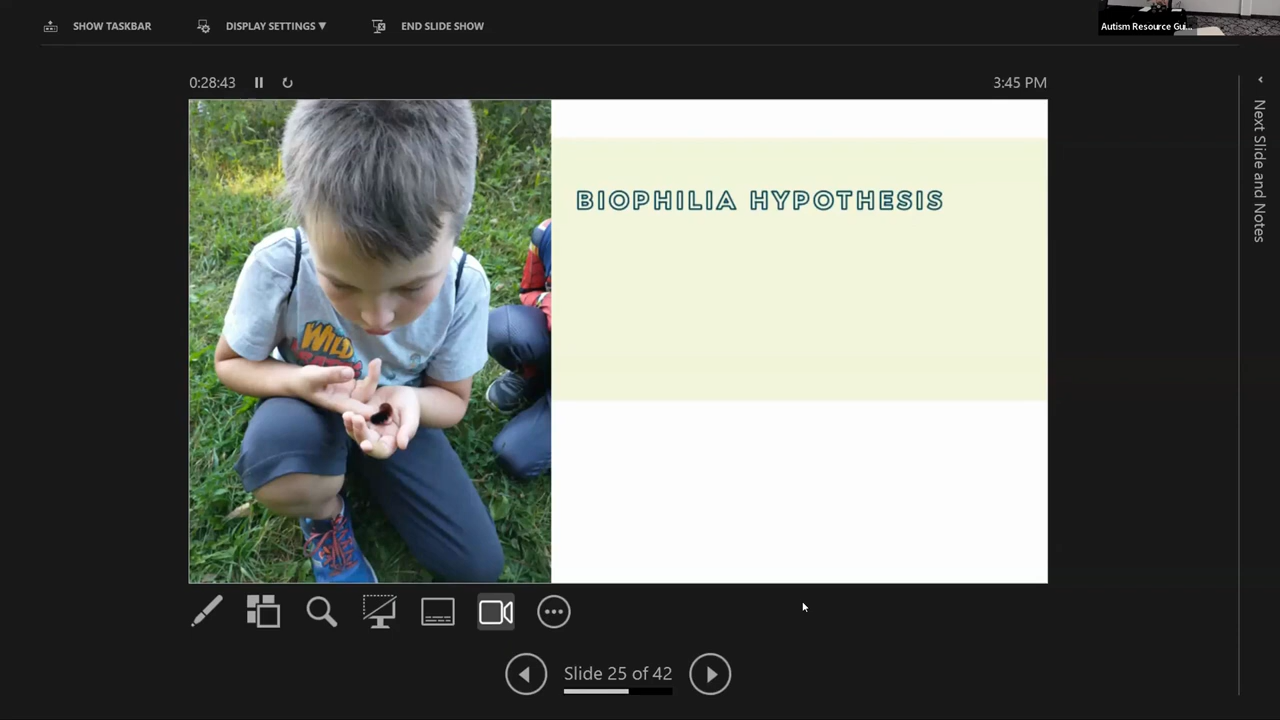 SHOW TASKBAR
DISPLAY SETTINGS ▼
END SLIDE SHOW
Autism Resource Gui...
0:28:43
3:45 PM
Next Slide and Notes
BIOPHILIA HYPOTHESIS
WILD
Slide 25 of 42